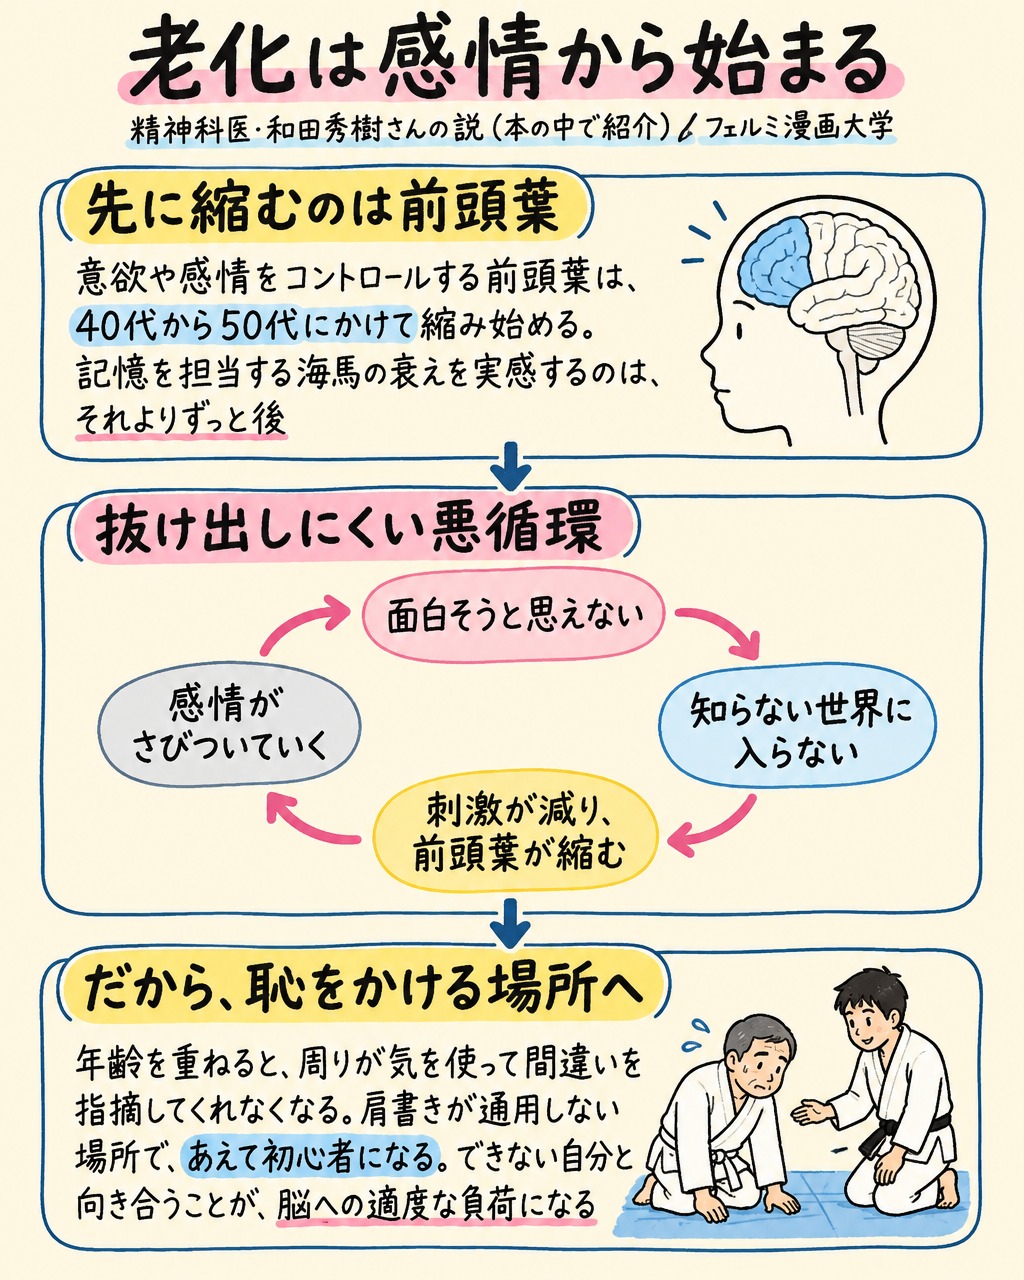 老化は感情から始まる
精神科医・和田秀樹さんの説（本の中で紹介）/ フェルミ漫画大学
先に縮むのは前頭葉
意欲や感情をコントロールする前頭葉は、
40代から50代にかけて縮み始める。
記憶を担当する海馬の衰えを実感するのは、
それよりずっと後
抜け出しにくい悪循環
面白そうと思えない
知らない世界に
入らない
刺激が減り、
前頭葉が縮む
感情が
さびついていく
だから、恥をかける場所へ
年齢を重ねると、周りが気を使って間違いを
指摘してくれなくなる。肩書きが通用しない
場所で、あえて初心者になる。できない自分と
向き合うことが、脳への適度な負荷になる